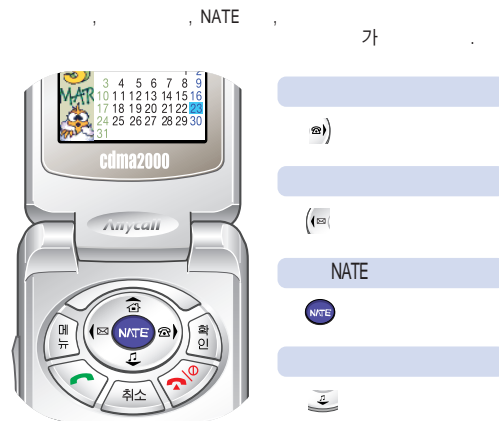 , , NATE ,
가 .
2
3 4 5 6 7 8 9
MAR 10 11 12 13 14 15 16
17 18 19 20 21 22 23
24 25 26 27 28 29 30
31
cdma2000
Anycall
메뉴
NATE
확인
취소
NATE
NATE